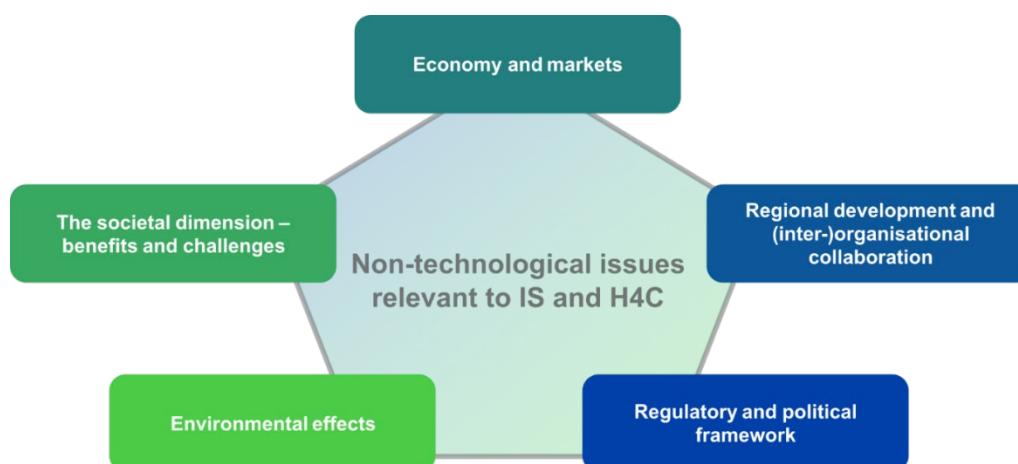 Economy and markets
The societal dimension –
benefits and challenges
Regional development and
(inter-)organisational
collaboration
Non-technological issues
relevant to IS and H4C
Environmental effects
Regulatory and political
framework